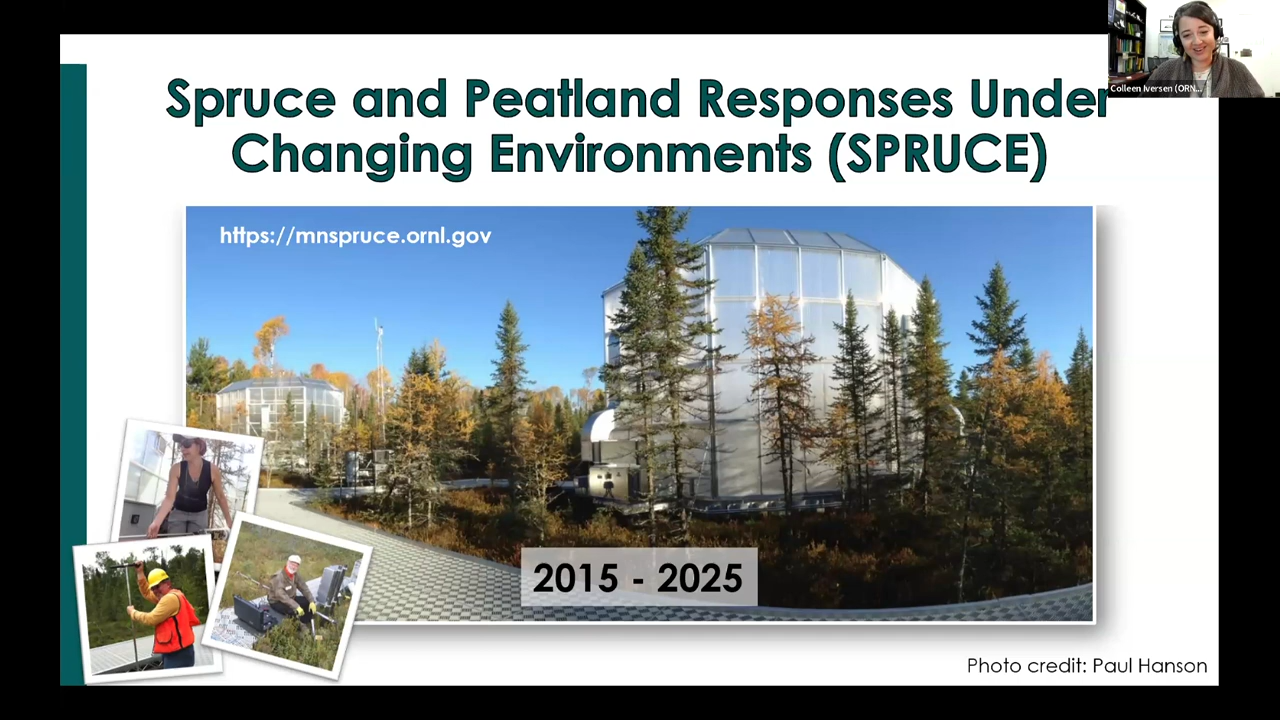 Spruce and Peatland Responses Under
Changing Environments (SPRUCE)
Colleen Iversen (ORN...
https://mnspruce.ornl.gov
2015 - 2025
Photo credit: Paul Hanson